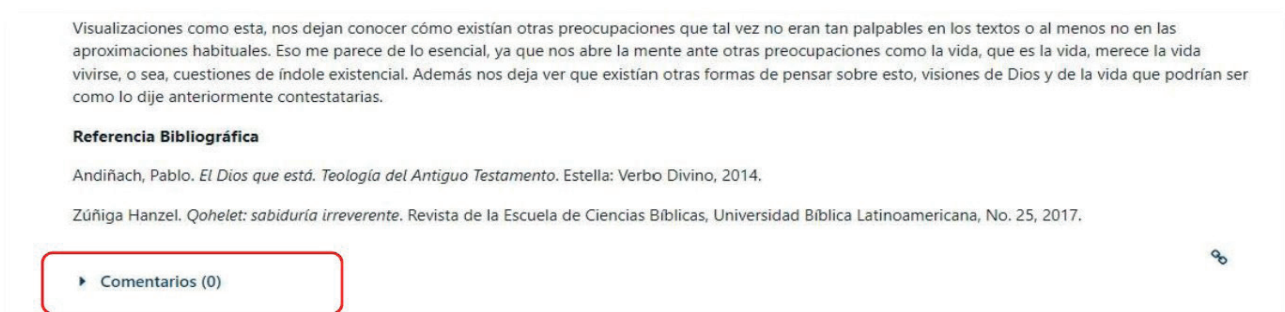 Visualizaciones como esta, nos dejan conocer cómo existían otras preocupaciones que tal vez no eran tan palpables en los textos o al menos no en las
aproximaciones habituales. Eso me parece de lo esencial, ya que nos abre la mente ante otras preocupaciones como la vida, que es la vida, merece la vida
vivirse, o sea, cuestiones de índole existencial. Además nos deja ver que existían otras formas de pensar sobre esto, visiones de Dios y de la vida que podrían ser
como lo dije anteriormente contestatarias.
Referencia Bibliográfica
Andiñach, Pablo. El Dios que está. Teología del Antiguo Testamento. Estella: Verbo Divino, 2014.
Zúñiga Hanzel. Qohelet: sabiduría irreverente. Revista de la Escuela de Ciencias Bíblicas, Universidad Bíblica Latinoamericana, No. 25, 2017.
Comentarios (0)